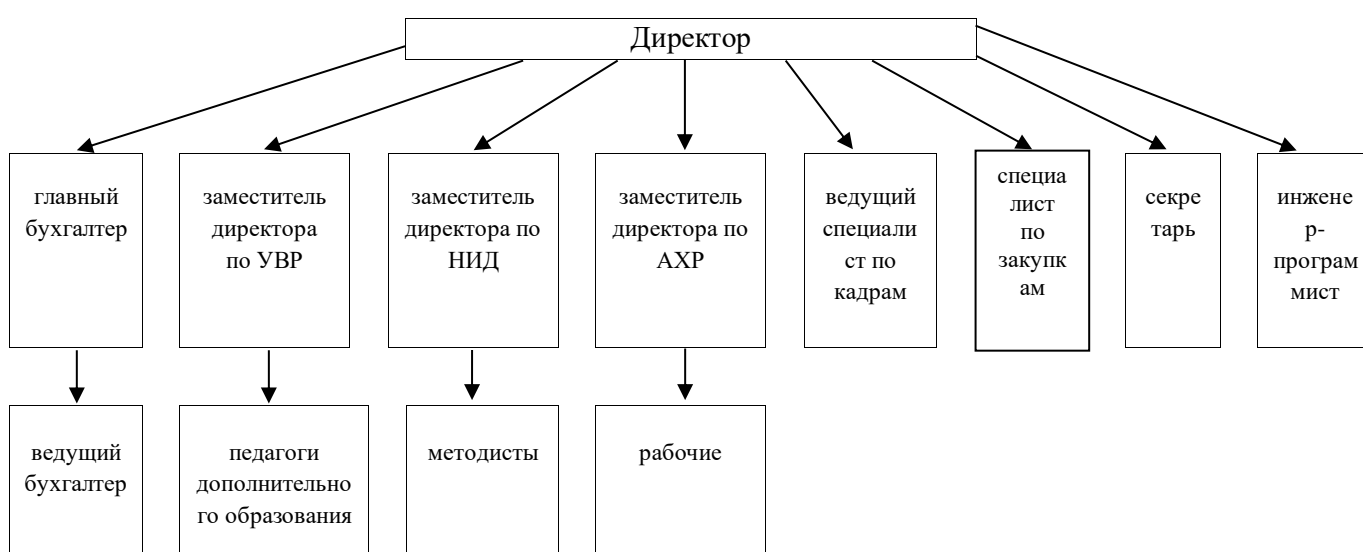 Директор
главный
бухгалтер
заместитель
директора
по УВР
заместитель
директора по
НИД
заместитель
директора по
АХР
ведущий
специали
ст по
кадрам
специа
лист
по
закупк
ам
секре
тарь
инжене
р-
програм
мист
ведущий
бухгалтер
педагоги
дополнительно
го образования
методисты
рабочие